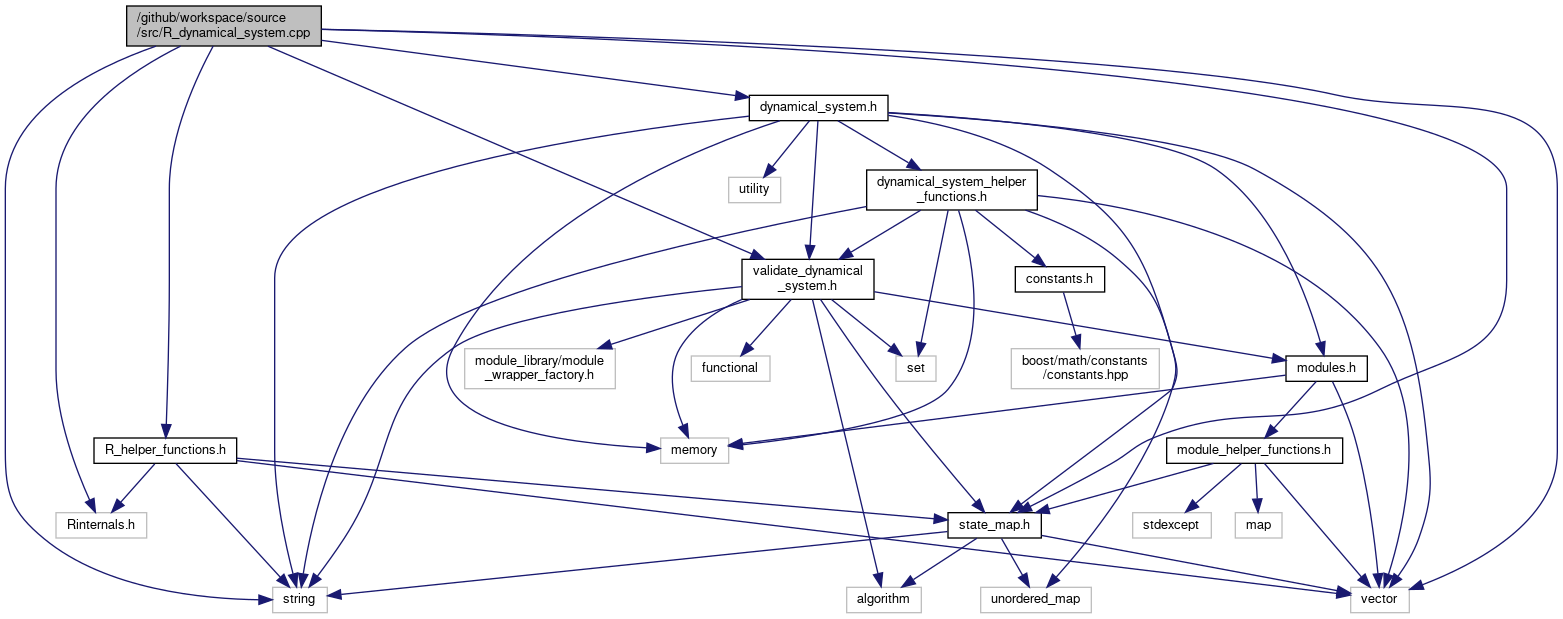 /github/workspace/source
/src/R_dynamical_system.cpp
dynamical_system.h
utility
dynamical_system_helper
_functions.h
validate_dynamical
_system.h
constants.h
module_library/module
_wrapper_factory.h
functional
set
boost/math/constants
/constants.hpp
modules.h
R_helper_functions.h
memory
module_helper_functions.h
Rinternals.h
state_map.h
stdexcept
map
string
algorithm
unordered_map
vector